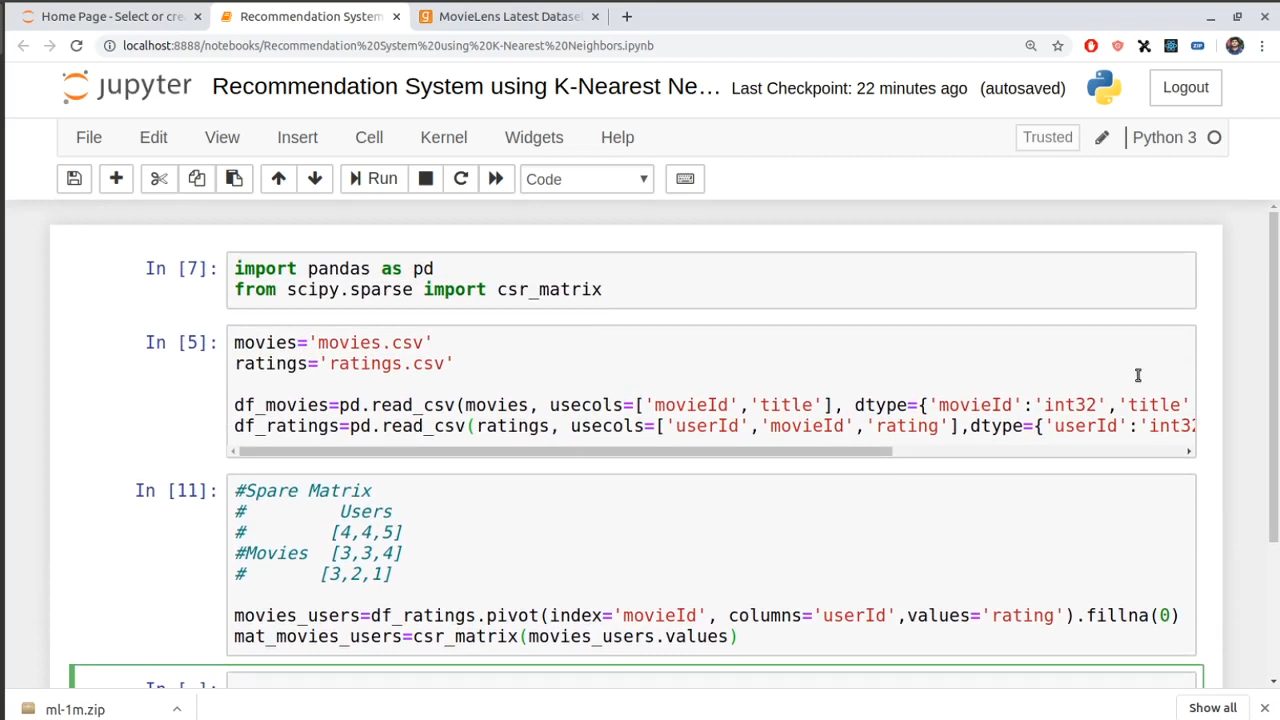 Home Page - Select or cre
Recommendation System
MovieLens Latest Datase
localhost:8888/notebooks/Recommendation%20System%20using%20K-Nearest%20Neighbors.ipynb
ZIP
jupyter
Recommendation System using K-Nearest Ne...
Last Checkpoint: 22 minutes ago (autosaved)
Logout
File Edit View Insert Cell Kernel Widgets Help
Trusted
Python 3
Run
Code
In [7]:
import pandas as pd
from scipy.sparse import csr_matrix
In [5]:
movies='movies.csv'
ratings='ratings.csv'
df_movies=pd.read_csv(movies, usecols=['movieId','title'], dtype={'movieId':'int32','title'
df_ratings=pd.read_csv(ratings, usecols=['userId','movieId','rating'],dtype={'userId':'int32
In [11]:
#Spare Matrix
# Users
# [4,4,5]
#Movies [3,3,4]
# [3,2,1]
movies_users=df_ratings.pivot(index='movieId', columns='userId',values='rating').fillna(0)
mat_movies_users=csr_matrix(movies_users.values)
In [ ]:
ml-1m.zip
Show all